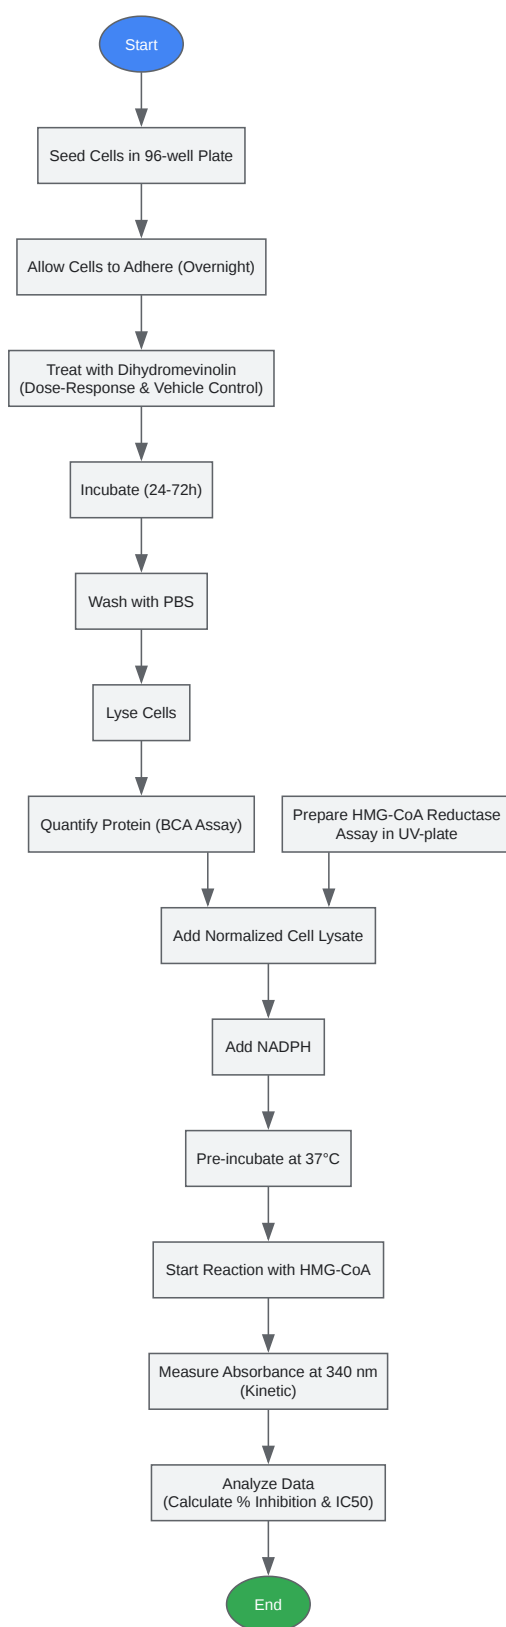 Start
Seed Cells in 96-well Plate
Allow Cells to Adhere (Overnight)
Treat with Dihydromevinolin
(Dose-Response & Vehicle Control)
Incubate (24-72h)
Wash with PBS
Lyse Cells
Quantify Protein (BCA Assay)
Prepare HMG-CoA Reductase
Assay in UV-plate
Add Normalized Cell Lysate
Add NADPH
Pre-incubate at 37°C
Start Reaction with HMG-CoA
Measure Absorbance at 340 nm
(Kinetic)
Analyze Data
(Calculate % Inhibition & IC50)
End